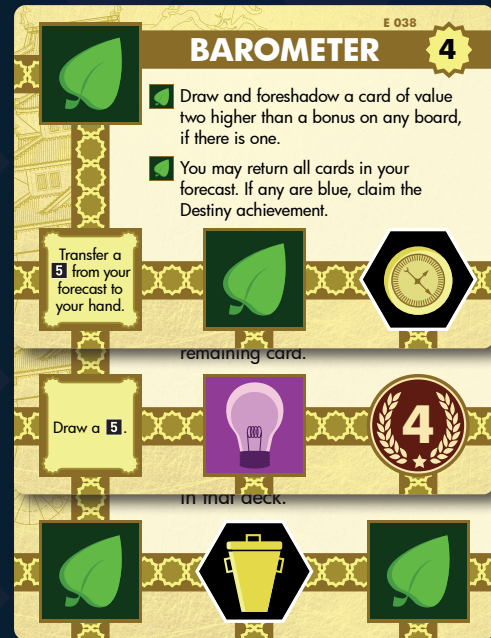 E 038
BAROMETER
4
Draw and foreshadow a card of value
two higher than a bonus on any board,
if there is one.
You may return all cards in your
forecast. If any are blue, claim the
Destiny achievement.
Transfer a
5 from your
forecast to
your hand.
remaining card.
Draw a 5.
4
in that deck.